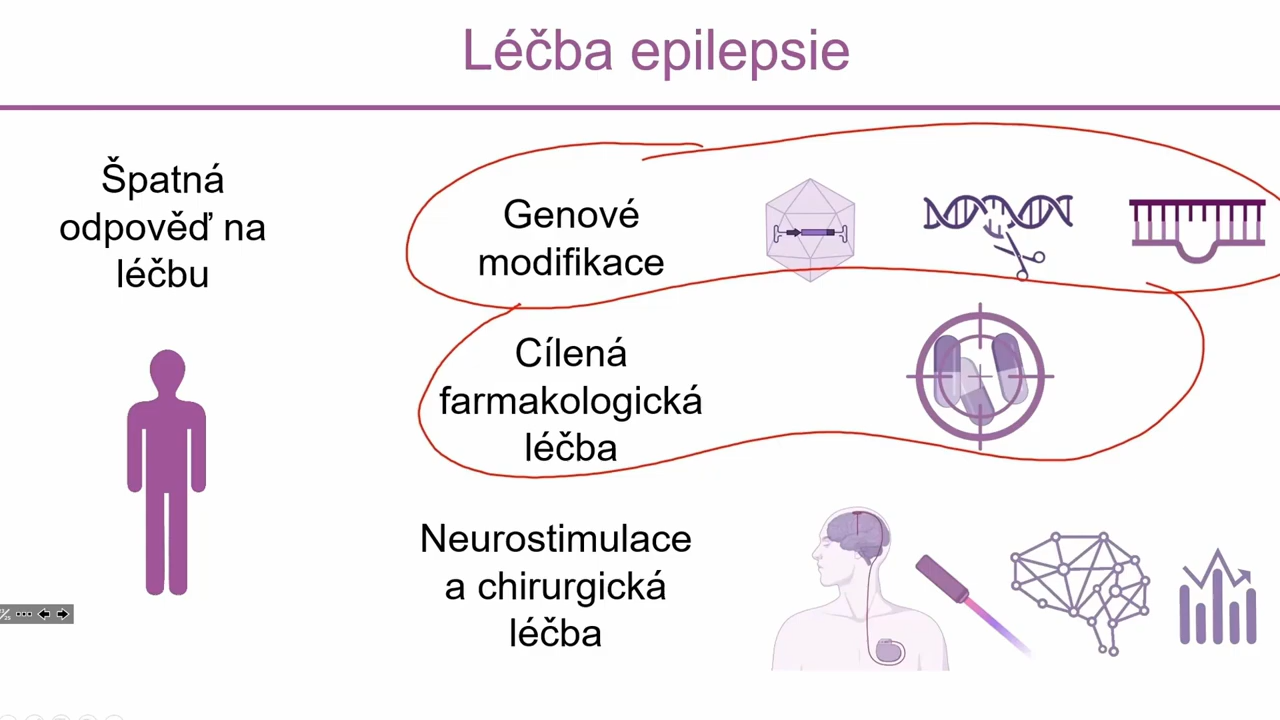 Léčba epilepsie
Špatná
odpověď na
léčbu
Genové
modifikace
Cílená
farmakologická
léčba
Neurostimulace
a chirurgická
léčba